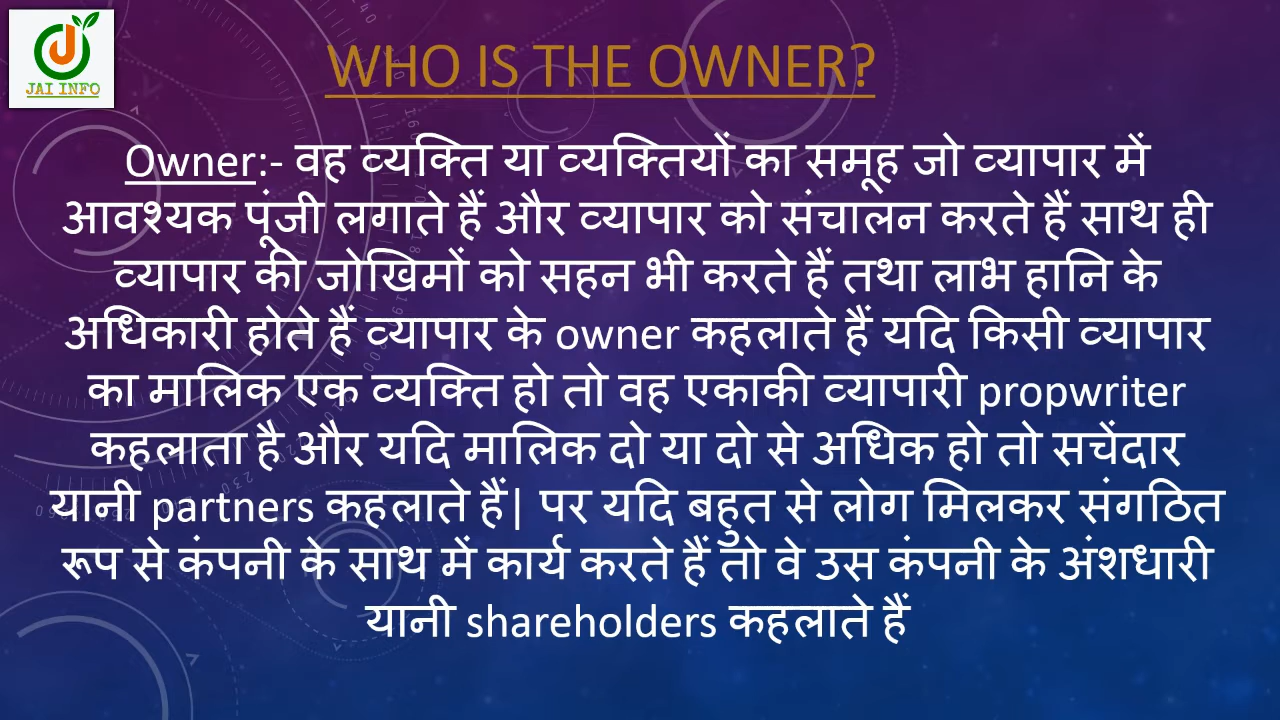 JAI INFO
WHO IS THE OWNER?
Owner:- वह व्यक्ति या व्यक्तियों का समूह जो व्यापार में
आवश्यक पूंजी लगाते हैं और व्यापार को संचालन करते हैं साथ ही
व्यापार की जोखिमों को सहन भी करते हैं तथा लाभ हानि के
अधिकारी होते हैं व्यापार के owner कहलाते हैं यदि किसी व्यापार
का मालिक एक व्यक्ति हो तो वह एकाकी व्यापारी propwriter
कहलाता है और यदि मालिक दो या दो से अधिक हो तो सचेंदार
यानी partners कहलाते हैं| पर यदि बहुत से लोग मिलकर संगठित
रूप से कंपनी के साथ में कार्य करते हैं तो वे उस कंपनी के अंशधारी
यानी shareholders कहलाते हैं